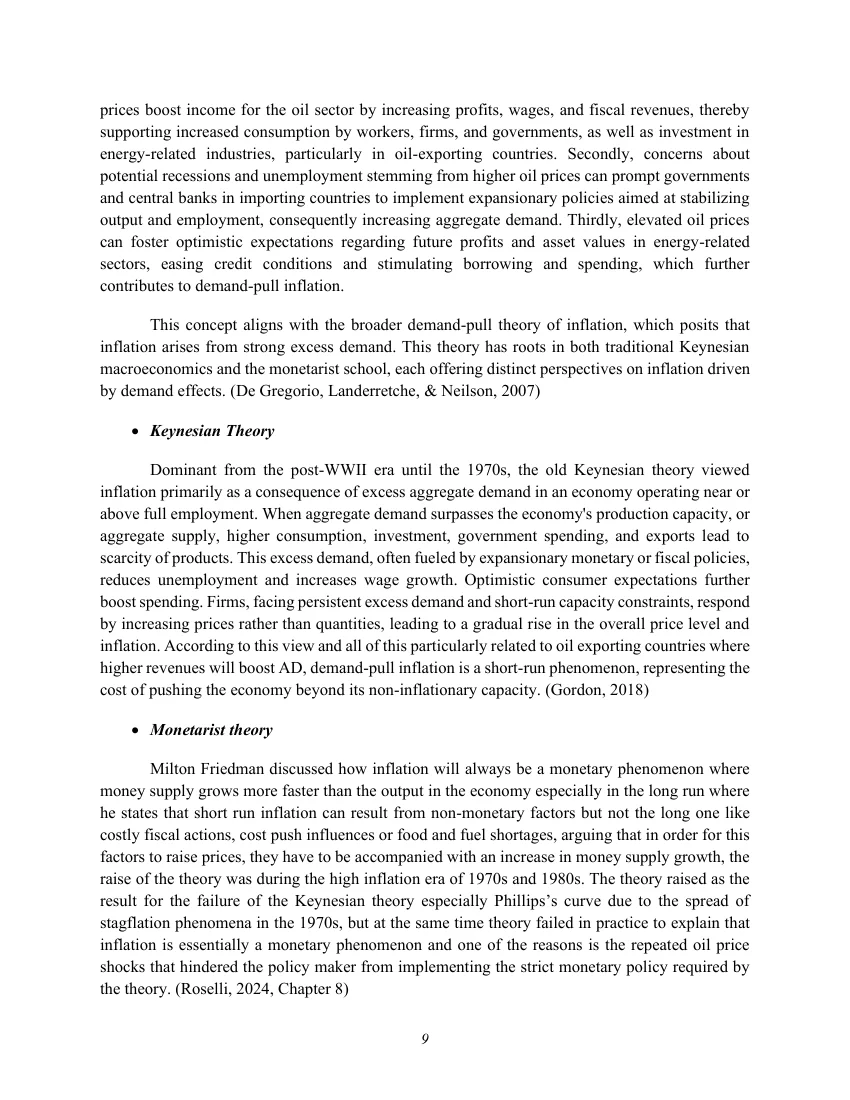 prices boost income for the oil sector by increasing profits, wages, and fiscal revenues, thereby
supporting increased consumption by workers, firms, and governments, as well as investment in
energy-related industries, particularly in oil-exporting countries. Secondly, concerns about
potential recessions and unemployment stemming from higher oil prices can prompt governments
and central banks in importing countries to implement expansionary policies aimed at stabilizing
output and employment, consequently increasing aggregate demand. Thirdly, elevated oil prices
can foster optimistic expectations regarding future profits and asset values in energy-related
sectors, easing credit conditions and stimulating borrowing and spending, which further
contributes to demand-pull inflation.
This concept aligns with the broader demand-pull theory of inflation, which posits that
inflation arises from strong excess demand. This theory has roots in both traditional Keynesian
macroeconomics and the monetarist school, each offering distinct perspectives on inflation driven
by demand effects. (De Gregorio, Landerretche, & Neilson, 2007)
• Keynesian Theory
Dominant from the post-WWII era until the 1970s, the old Keynesian theory viewed
inflation primarily as a consequence of excess aggregate demand in an economy operating near or
above full employment. When aggregate demand surpasses the economy's production capacity, or
aggregate supply, higher consumption, investment, government spending, and exports lead to
scarcity of products. This excess demand, often fueled by expansionary monetary or fiscal policies,
reduces unemployment and increases wage growth. Optimistic consumer expectations further
boost spending. Firms, facing persistent excess demand and short-run capacity constraints, respond
by increasing prices rather than quantities, leading to a gradual rise in the overall price level and
inflation. According to this view and all of this particularly related to oil exporting countries where
higher revenues will boost AD, demand-pull inflation is a short-run phenomenon, representing the
cost of pushing the economy beyond its non-inflationary capacity. (Gordon, 2018)
• Monetarist theory
Milton Friedman discussed how inflation will always be a monetary phenomenon where
money supply grows more faster than the output in the economy especially in the long run where
he states that short run inflation can result from non-monetary factors but not the long one like
costly fiscal actions, cost push influences or food and fuel shortages, arguing that in order for this
factors to raise prices, they have to be accompanied with an increase in money supply growth, the
raise of the theory was during the high inflation era of 1970s and 1980s. The theory raised as the
result for the failure of the Keynesian theory especially Phillips’s curve due to the spread of
stagflation phenomena in the 1970s, but at the same time theory failed in practice to explain that
inflation is essentially a monetary phenomenon and one of the reasons is the repeated oil price
shocks that hindered the policy maker from implementing the strict monetary policy required by
the theory. (Roselli, 2024, Chapter 8)
9